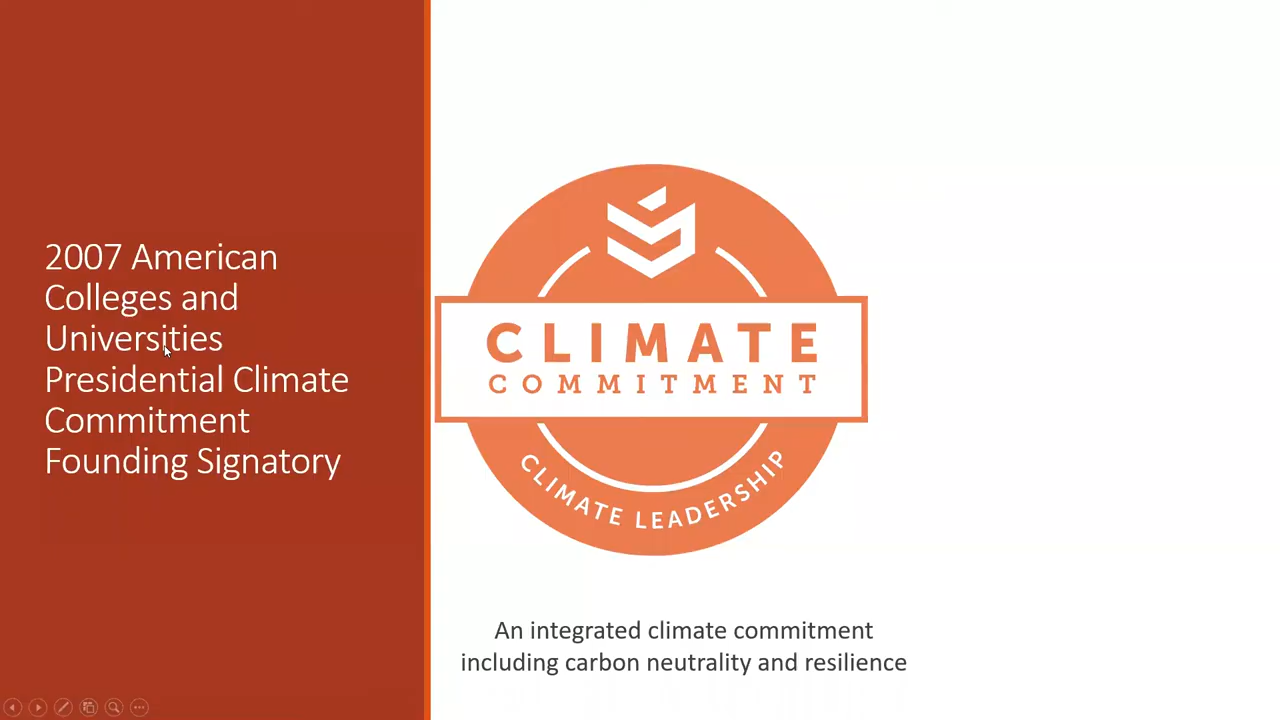 2007 American
Colleges and
Universities
Presidential Climate
Commitment
Founding Signatory
CLIMATE
COMMITMENT
CLIMATE LEADERSHIP
An integrated climate commitment
including carbon neutrality and resilience